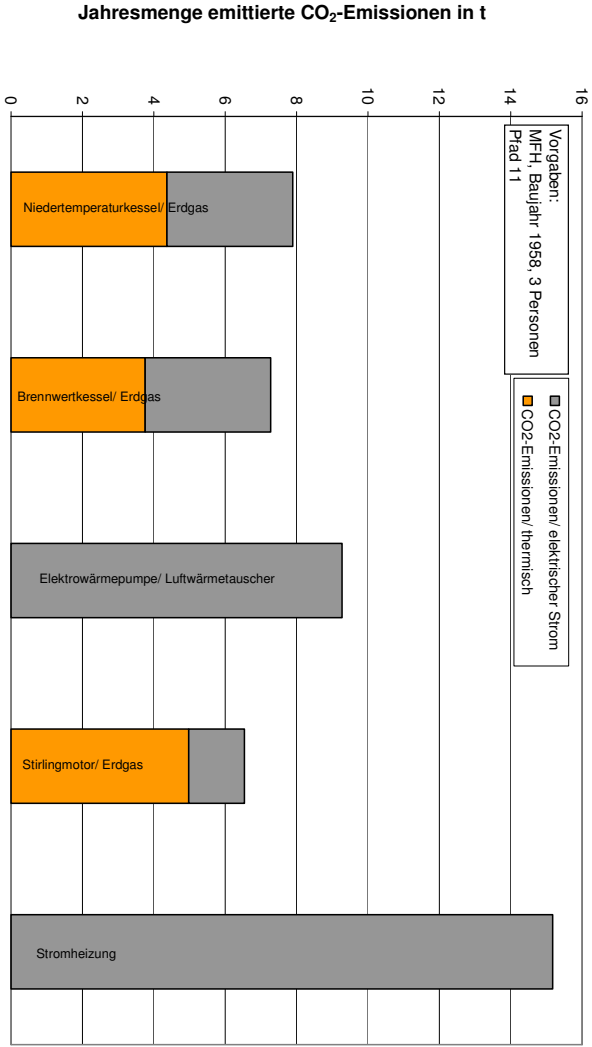 Jahresmenge emittierte CO₂-Emissionen in t
0
2
4
6
8
10
12
14
16
Vorgaben:
MFH, Baujahr 1958, 3 Personen
Pfad 11
CO2-Emissionen/ elektrischer Strom
CO2-Emissionen/ thermisch
Niedertemperaturkessel/ Erdgas
Brennwertkessel/ Erdgas
Elektrowärmepumpe/ Luftwärmetauscher
Stirlingmotor/ Erdgas
Stromheizung